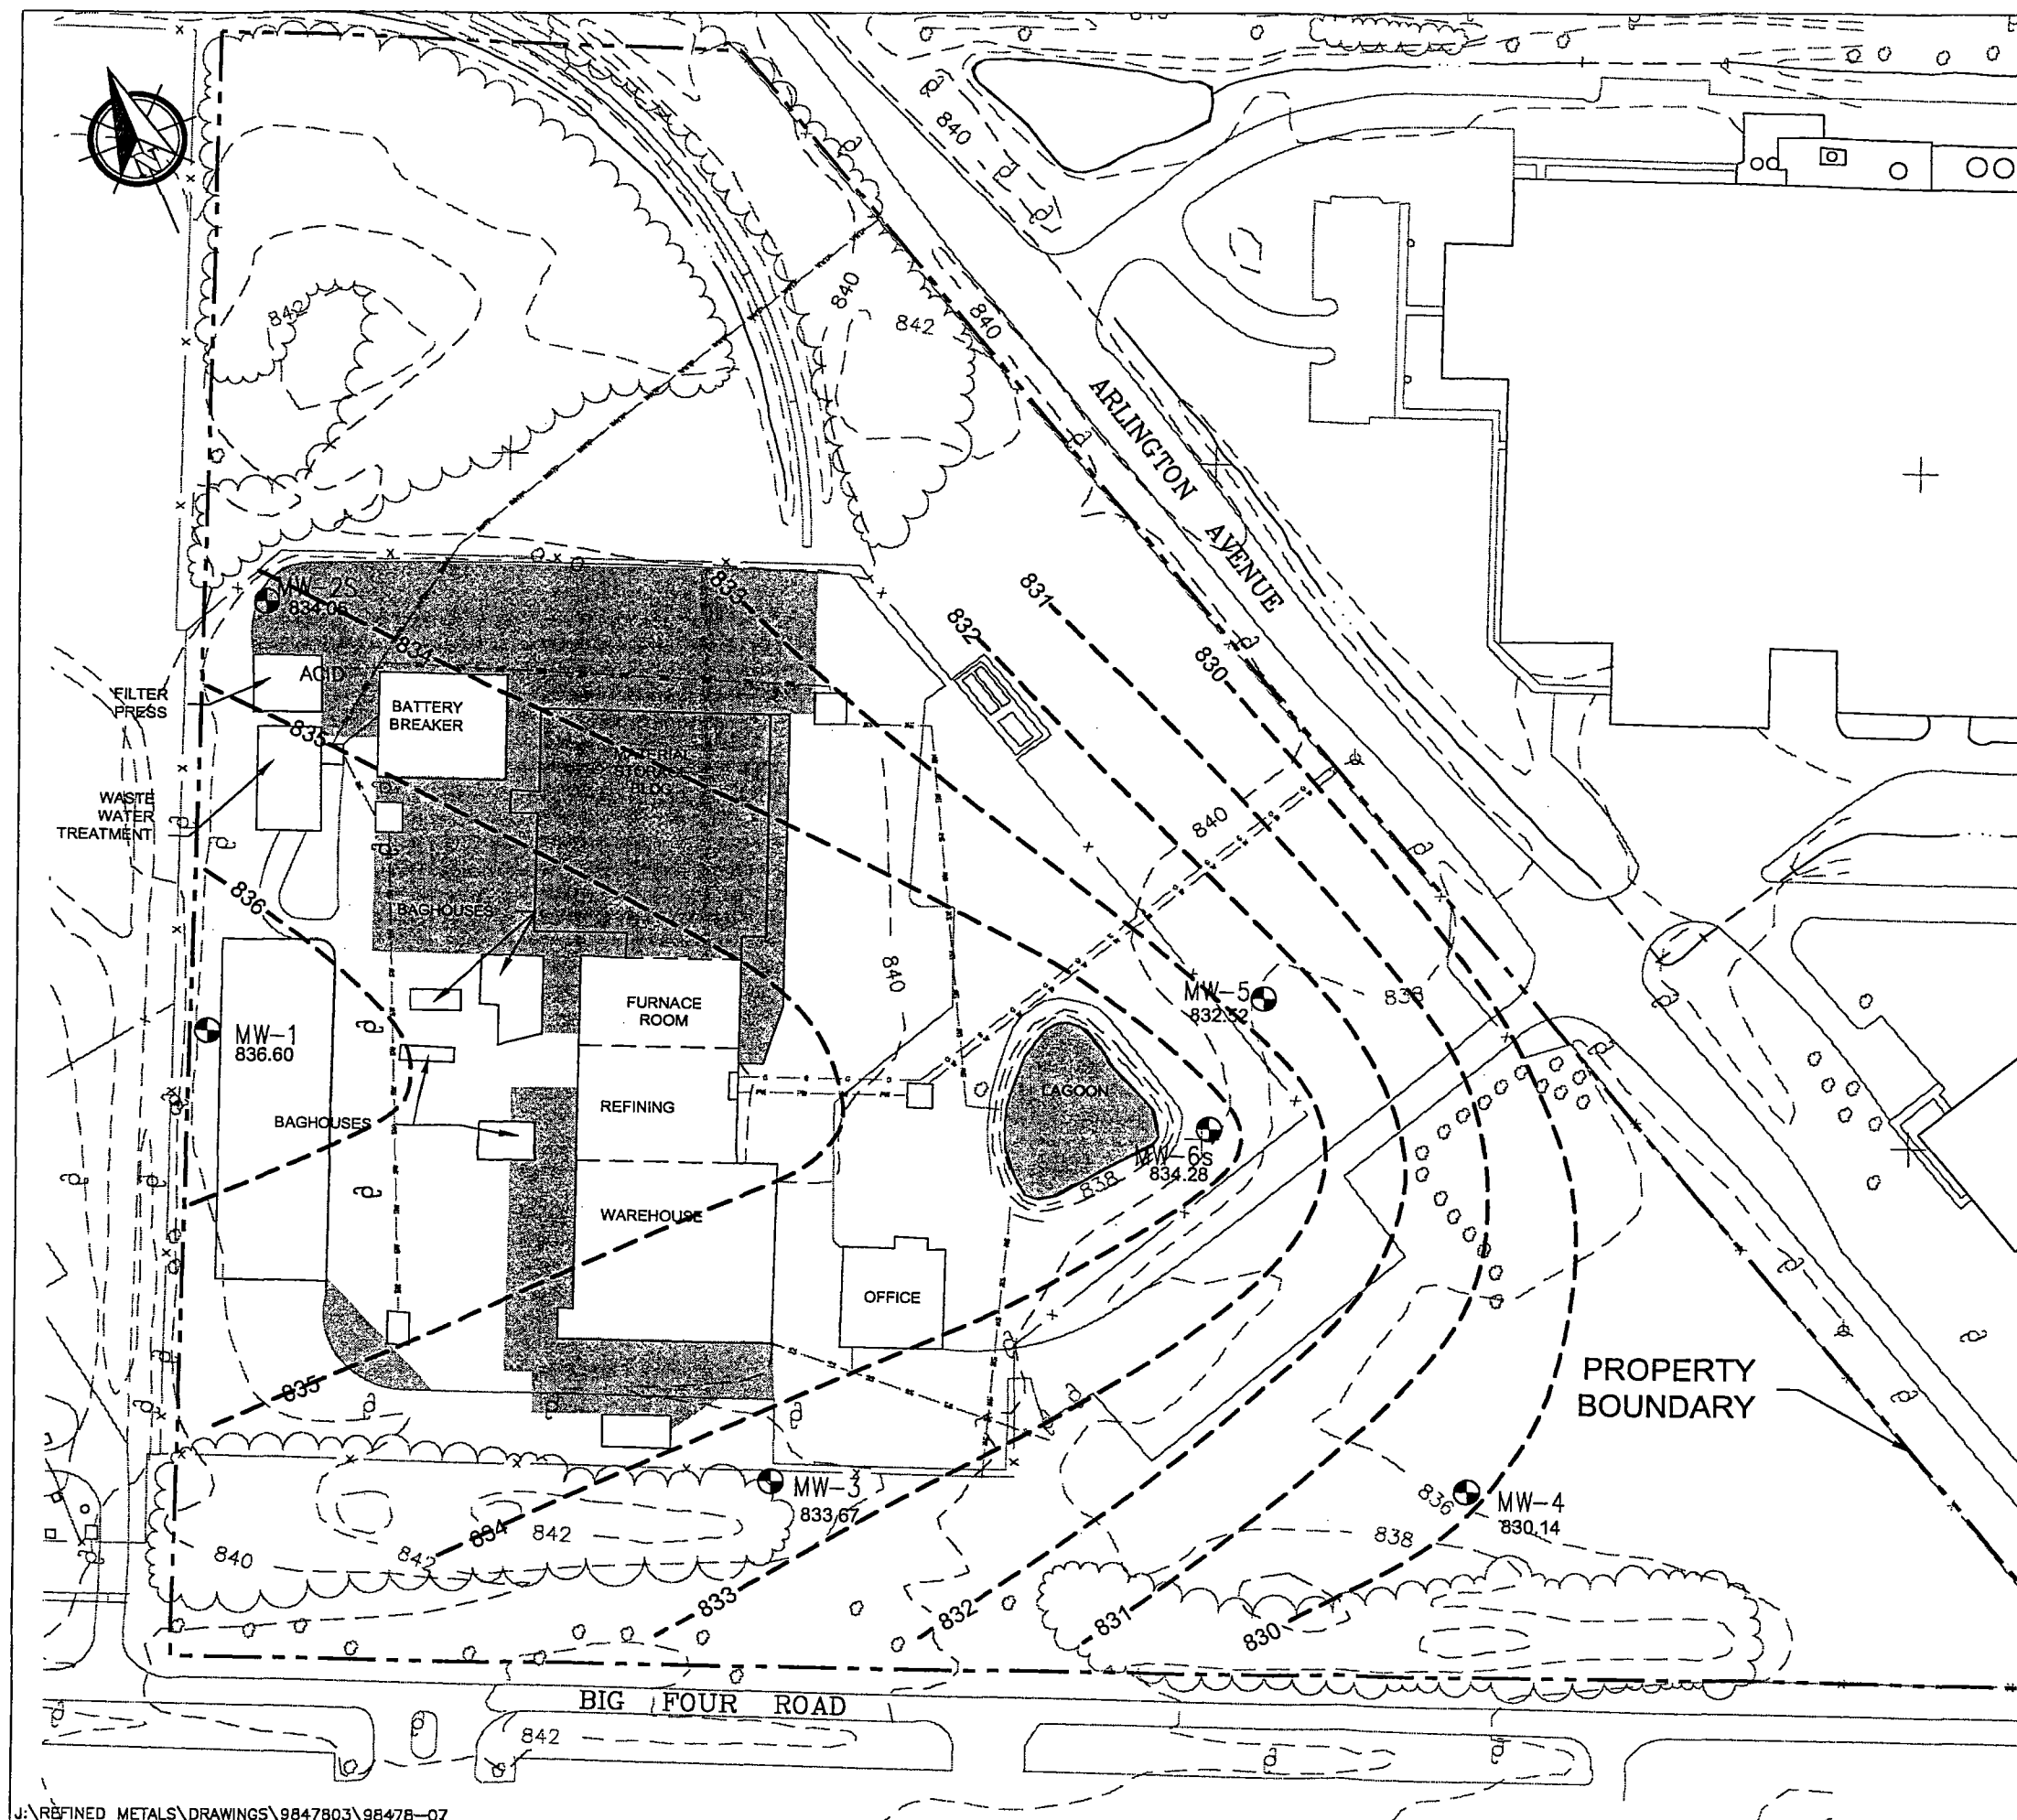 840
842
840
842
840
ARLINGTON AVENUE
MW-2S
834.05
833
831
832
830
834
ACID
FILTER
PRESS
BATTERY
BREAKER
835
MATERIAL
STORAGE
BLDG
WASTE
WATER
TREATMENT
840
836
BAGHOUSES
840
MW-5
832.52
838
FURNACE
ROOM
MW-1
836.60
LAGOON
REFINING
BAGHOUSES
MW-6S
834.28
838
WAREHOUSE
OFFICE
835
PROPERTY
BOUNDARY
MW-3
833.67
836
MW-4
830.14
834
842
838
840
842
833
832
831
830
BIG FOUR ROAD
842
J:\REFINED METALS\DRAWINGS\9847803\98478-07